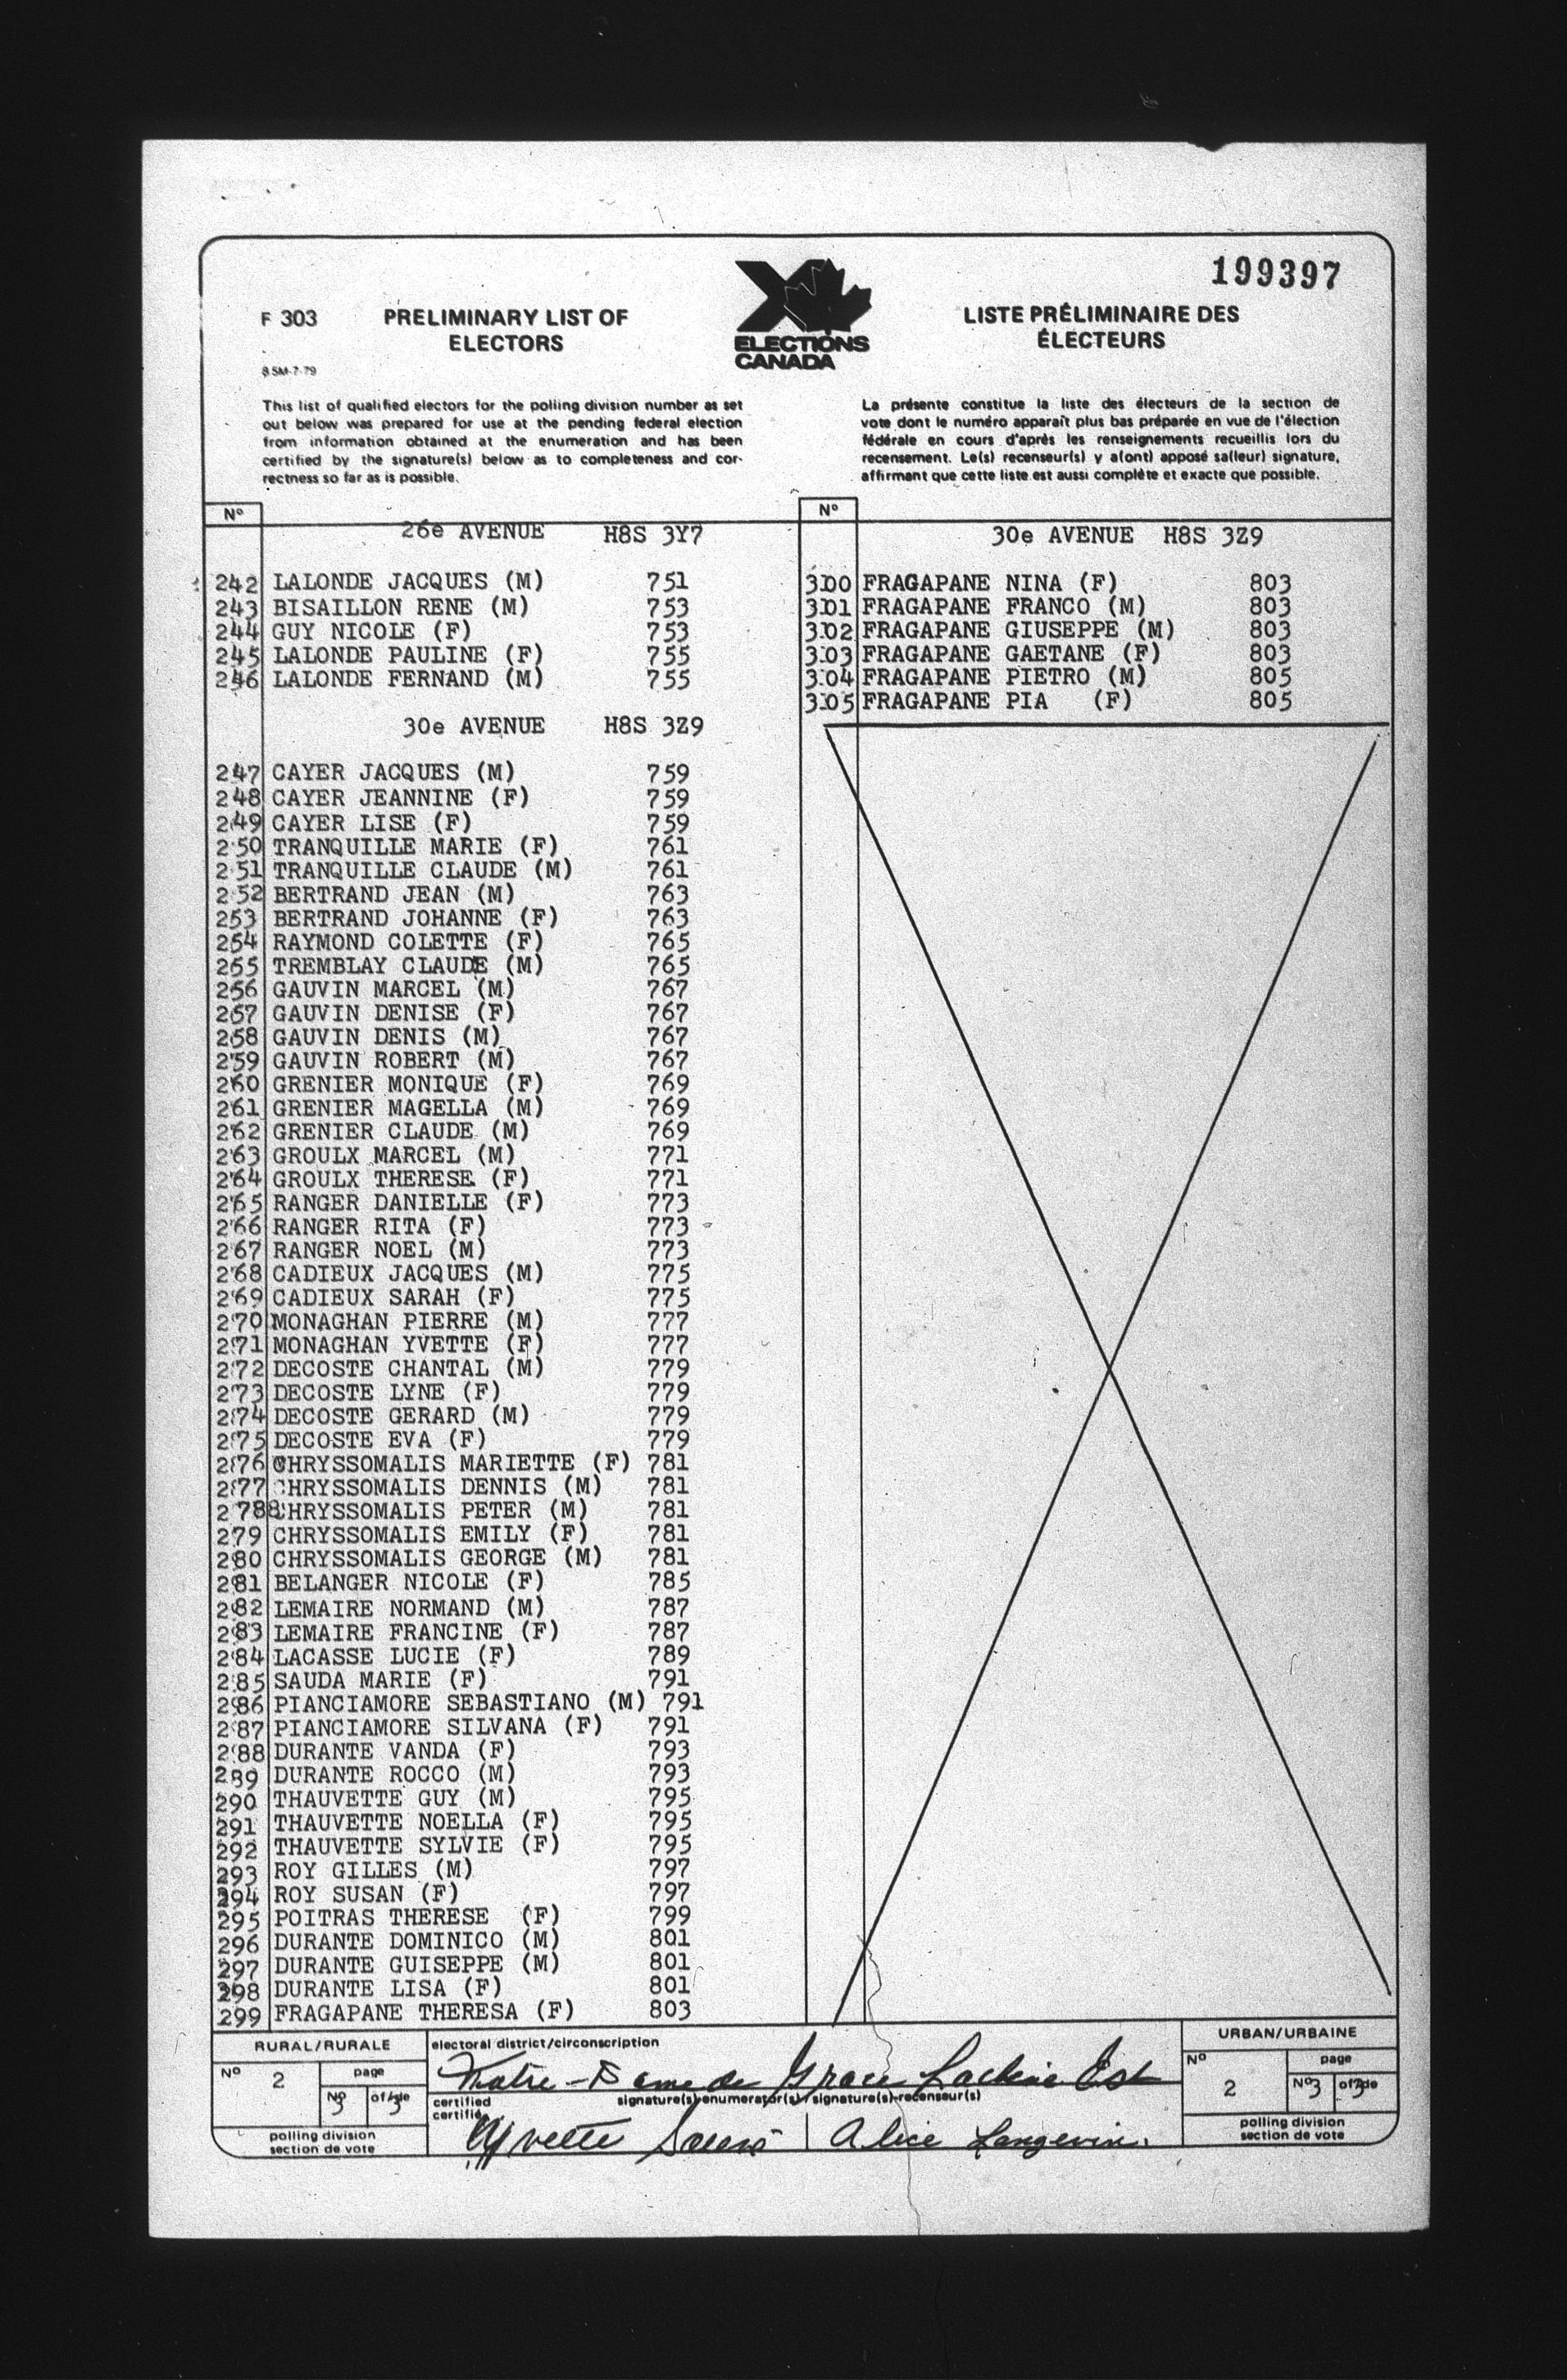 199397
F 303
PRELIMINARY LIST OF
ELECTORS
ELECTIONS
CANADA
LISTE PRÉLIMINAIRE DES
ÉLECTEURS
8 5M-7-79
This list of qualified electors for the polling division number as set
out below was prepared for use at the pending federal election
from information obtained at the enumeration and has been
certified by the signature(s) below as to completeness and cor-
rectness so far as is possible.
La présente constitue la liste des électeurs de la section de
vote dont le numéro apparaît plus bas préparée en vue de l'élection
fédérale en cours d'après les renseignements recueillis lors du
recensement. Le(s) recenseur(s) y a(ont) apposé sa(leur) signature,
affirmant que cette liste est aussi complète et exacte que possible.
Nº
26e AVENUE H8S 3Y7
242 LALONDE JACQUES (M) 751
243 BISAILLON RENE (M) 753
244 GUY NICOLE (F) 753
245 LALONDE PAULINE (F) 755
246 LALONDE FERNAND (M) 755
30e AVENUE H8S 3Z9
247 CAYER JACQUES (M) 759
248 CAYER JEANNINE (F) 759
249 CAYER LISE (F) 759
250 TRANQUILLE MARIE (F) 761
251 TRANQUILLE CLAUDE (M) 761
252 BERTRAND JEAN (M) 763
253 BERTRAND JOHANNE (F) 763
254 RAYMOND COLETTE (F) 765
255 TREMBLAY CLAUDE (M) 765
256 GAUVIN MARCEL (M) 767
257 GAUVIN DENISE (F) 767
258 GAUVIN DENIS (M) 767
259 GAUVIN ROBERT (M) 767
260 GRENIER MONIQUE (F) 769
261 GRENIER MAGELLA (M) 769
262 GRENIER CLAUDE (M) 769
263 GROULX MARCEL (M) 771
264 GROULX THERESE (F) 771
265 RANGER DANIELLE (F) 773
266 RANGER RITA (F) 773
267 RANGER NOEL (M) 773
268 CADIEUX JACQUES (M) 775
269 CADIEUX SARAH (F) 775
270 MONAGHAN PIERRE (M) 777
271 MONAGHAN YVETTE (F) 777
272 DECOSTE CHANTAL (M) 779
273 DECOSTE LYNE (F) 779
274 DECOSTE GERARD (M) 779
275 DECOSTE EVA (F) 779
276 CHRYSSOMALIS MARIETTE (F) 781
277 CHRYSSOMALIS DENNIS (M) 781
2788 CHRYSSOMALIS PETER (M) 781
279 CHRYSSOMALIS EMILY (F) 781
280 CHRYSSOMALIS GEORGE (M) 781
281 BELANGER NICOLE (F) 785
282 LEMAIRE NORMAND (M) 787
283 LEMAIRE FRANCINE (F) 787
284 LACASSE LUCIE (F) 789
285 SAUDA MARIE (F) 791
286 PIANCIAMORE SEBASTIANO (M) 791
287 PIANCIAMORE SILVANA (F) 791
288 DURANTE VANDA (F) 793
289 DURANTE ROCCO (M) 793
290 THAUVETTE GUY (M) 795
291 THAUVETTE NOELLA (F) 795
292 THAUVETTE SYLVIE (F) 795
293 ROY GILLES (M) 797
294 ROY SUSAN (F) 797
295 POITRAS THERESE (F) 799
296 DURANTE DOMINICO (M) 801
297 DURANTE GUISEPPE (M) 801
298 DURANTE LISA (F) 801
299 FRAGAPANE THERESA (F) 803
Nº
30e AVENUE H8S 3Z9
300 FRAGAPANE NINA (F) 803
301 FRAGAPANE FRANCO (M) 803
302 FRAGAPANE GIUSEPPE (M) 803
303 FRAGAPANE GAETANE (F) 803
304 FRAGAPANE PIETRO (M) 805
305 FRAGAPANE PIA (F) 805
RURAL/RURALE
Nº 2
page
Nº 3 of/de 3
polling division
section de vote
electoral district/circonscription
Notre-Dame de Grace Lachine Est
signature(s) enumerator(s) / signature(s) recenseur(s)
certified
certifié
Yvette Alice Langevin
URBAN/URBAINE
Nº 2
page
Nº 3 of/de 3
polling division
section de vote